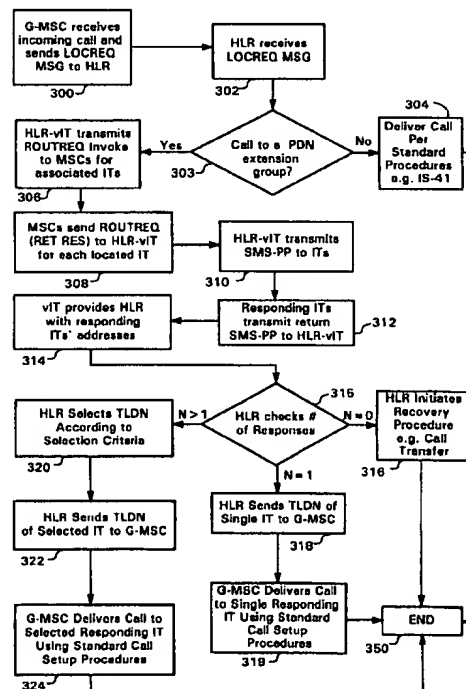 G-MSC receives
incoming call and
sends LOCREQ
MSG to HLR
300
HLR receives
LOCREQ MSG
302
304
Deliver Call
Per
Standard
Procedures
e.g. IS-41
HLR-vIT transmits
ROUTREQ Invoke
to MSCs for
associated ITs
306
Yes
Call to a PDN
extension
group?
303
No
MSCs send ROUTREQ
(RET RES) to HLR-vIT
for each located IT
308
HLR-vIT transmits
SMS-PP to ITs
310
vIT provides HLR
with responding
ITs' addresses
314
Responding ITs
transmit return
SMS-PP to HLR-vIT
312
315
HLR Selects TLDN
According to
Selection Criteria
320
N>1
HLR checks #
of Responses
N=0
HLR Initiates
Recovery
Procedure
e.g. Call
Transfer
316
N=1
HLR Sends TLDN
of Selected IT to G-MSC
322
HLR Sends TLDN of
Single IT to G-MSC
318
G-MSC Delivers Call to
Selected Responding IT
Using Standard Call
Setup Procedures
324
G-MSC Delivers Call
to Single Responding
IT Using Standard
Call Setup
Procedures
319
END
350